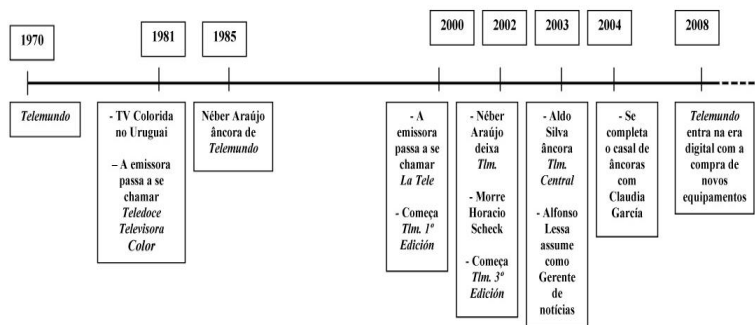 1970
1981
1985
2000
2002
2003
2004
2008
Telemundo
- TV Colorida
no Uruguai
– A emissora
passa a se
chamar
Teledoce
Televisora
Color
Néber Araújo
âncora de
Telemundo
- A
emissora
passa a se
chamar
La Tele
- Começa
Tlm. 1º
Edición
- Néber
Araújo
deixa
Tlm.
- Morre
Horacio
Scheck
- Começa
Tlm. 3º
Edición
- Aldo
Silva
âncora
Tlm.
Central
- Alfonso
Lessa
assume
como
Gerente
de
notícias
- Se
completa
o casal de
âncoras
com
Claudia
García
Telemundo
entra na era
digital com a
compra de
novos
equipamentos